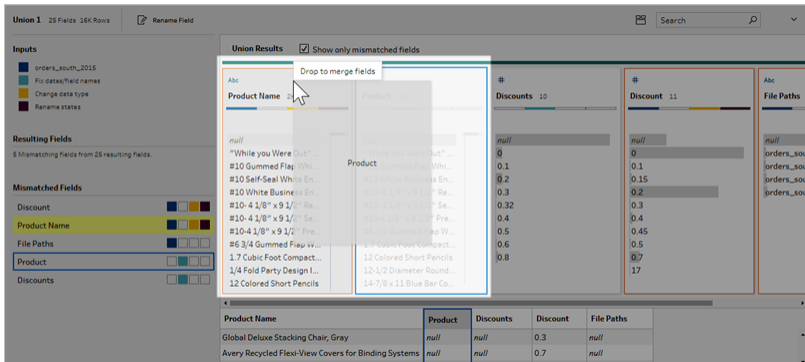 Union 1 25 Fields 16K Rows Rename Field Search
Inputs
orders_south_2015
Fix dates/field names
Change data type
Rename states
Resulting Fields
5 Mismatching fields from 25 resulting fields.
Mismatched Fields
Discount
Product Name
File Paths
Product
Discounts
Union Results Show only mismatched fields
Drop to merge fields
Abc
Product Name
null
"While you Were Out" ...
#10 Gummed Flap Whi...
#10 Self-Seal White En...
#10 White Business En...
#10- 4 1/8" x 9 1/2" Re...
#10- 4 1/8" x 9 1/2" Se...
#10-4 1/8" x 9 1/2" Pre...
#6 3/4 Gummed Flap W...
1.7 Cubic Foot Compact...
1/4 Fold Party Design I...
12 Colored Short Pencils
Product
Product
null
1.7 Cubic Foot Compact...
12 Colored Short Pencils
12-1/2 Diameter Round...
14-7/8 x 11 Blue Bar Co...
#
Discounts 10
null
0
0.1
0.2
0.3
0.32
0.4
0.5
0.6
0.8
#
Discount 11
null
0
0.1
0.15
0.2
0.3
0.4
0.45
0.5
0.7
17
Abc
File Paths
null
orders_sou
orders_sou
orders_sou
Product Name Product Discounts Discount File Paths
Global Deluxe Stacking Chair, Gray null null 0.3 null
Avery Recycled Flexi-View Covers for Binding Systems null null 0.7 null